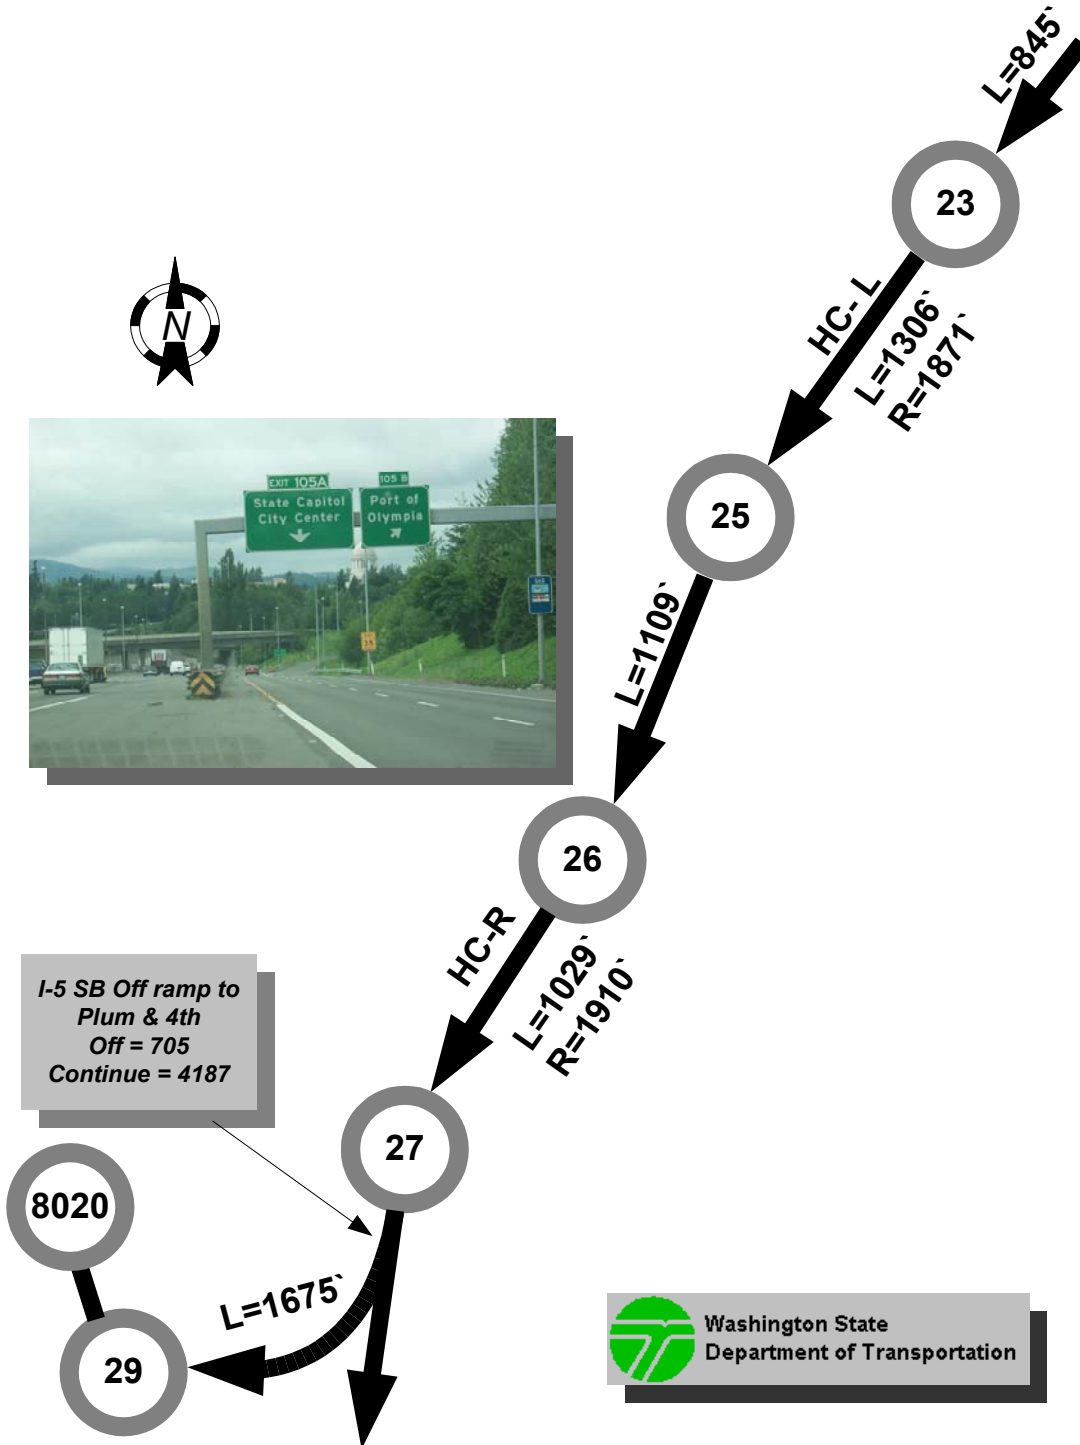 L=845`
23
HC- L
L=1306`
R=1871`
N
EXIT 105A
State Capitol
City Center
105 B
Port of
Olympia
35
25
L=1109`
26
HC-R
L=1029`
R=1910`
I-5 SB Off ramp to
Plum & 4th
Off = 705
Continue = 4187
27
8020
L=1675`
29
Washington State
Department of Transportation